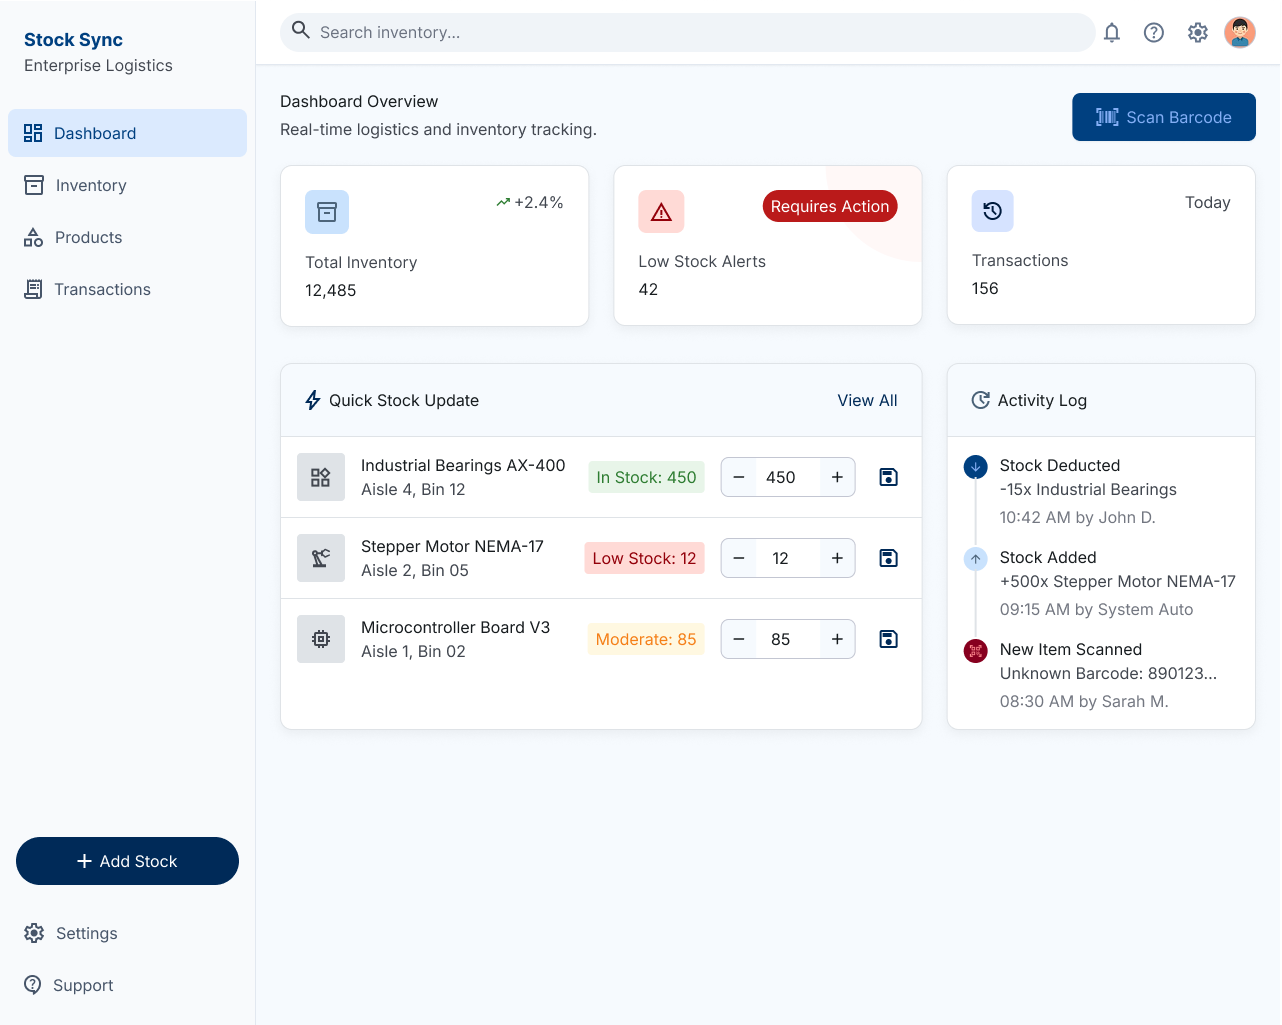 Stock Sync
Enterprise Logistics
Dashboard
Inventory
Products
Transactions
Add Stock
Settings
Support
Search inventory...
Dashboard Overview
Real-time logistics and inventory tracking.
Scan Barcode
+2.4%
Total Inventory
12,485
Requires Action
Low Stock Alerts
42
Today
Transactions
156
Quick Stock Update
View All
Industrial Bearings AX-400
Aisle 4, Bin 12
In Stock: 450
− 450 +
Stepper Motor NEMA-17
Aisle 2, Bin 05
Low Stock: 12
− 12 +
Microcontroller Board V3
Aisle 1, Bin 02
Moderate: 85
− 85 +
Activity Log
Stock Deducted
-15x Industrial Bearings
10:42 AM by John D.
Stock Added
+500x Stepper Motor NEMA-17
09:15 AM by System Auto
New Item Scanned
Unknown Barcode: 890123...
08:30 AM by Sarah M.